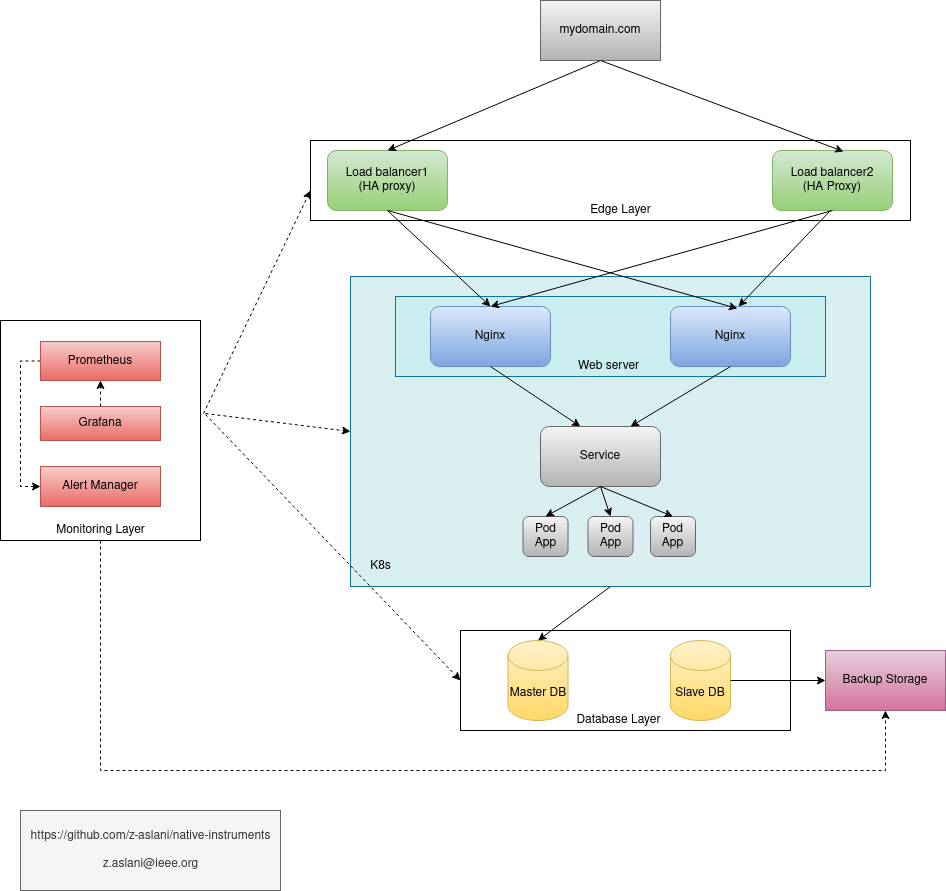 mydomain.com
Load balancer1
(HA proxy)
Load balancer2
(HA Proxy)
Edge Layer
Nginx
Nginx
Web server
Prometheus
Grafana
Alert Manager
Monitoring Layer
Service
Pod
App
Pod
App
Pod
App
K8s
Master DB
Slave DB
Database Layer
Backup Storage
https://github.com/z-aslani/native-instruments
z.aslani@ieee.org